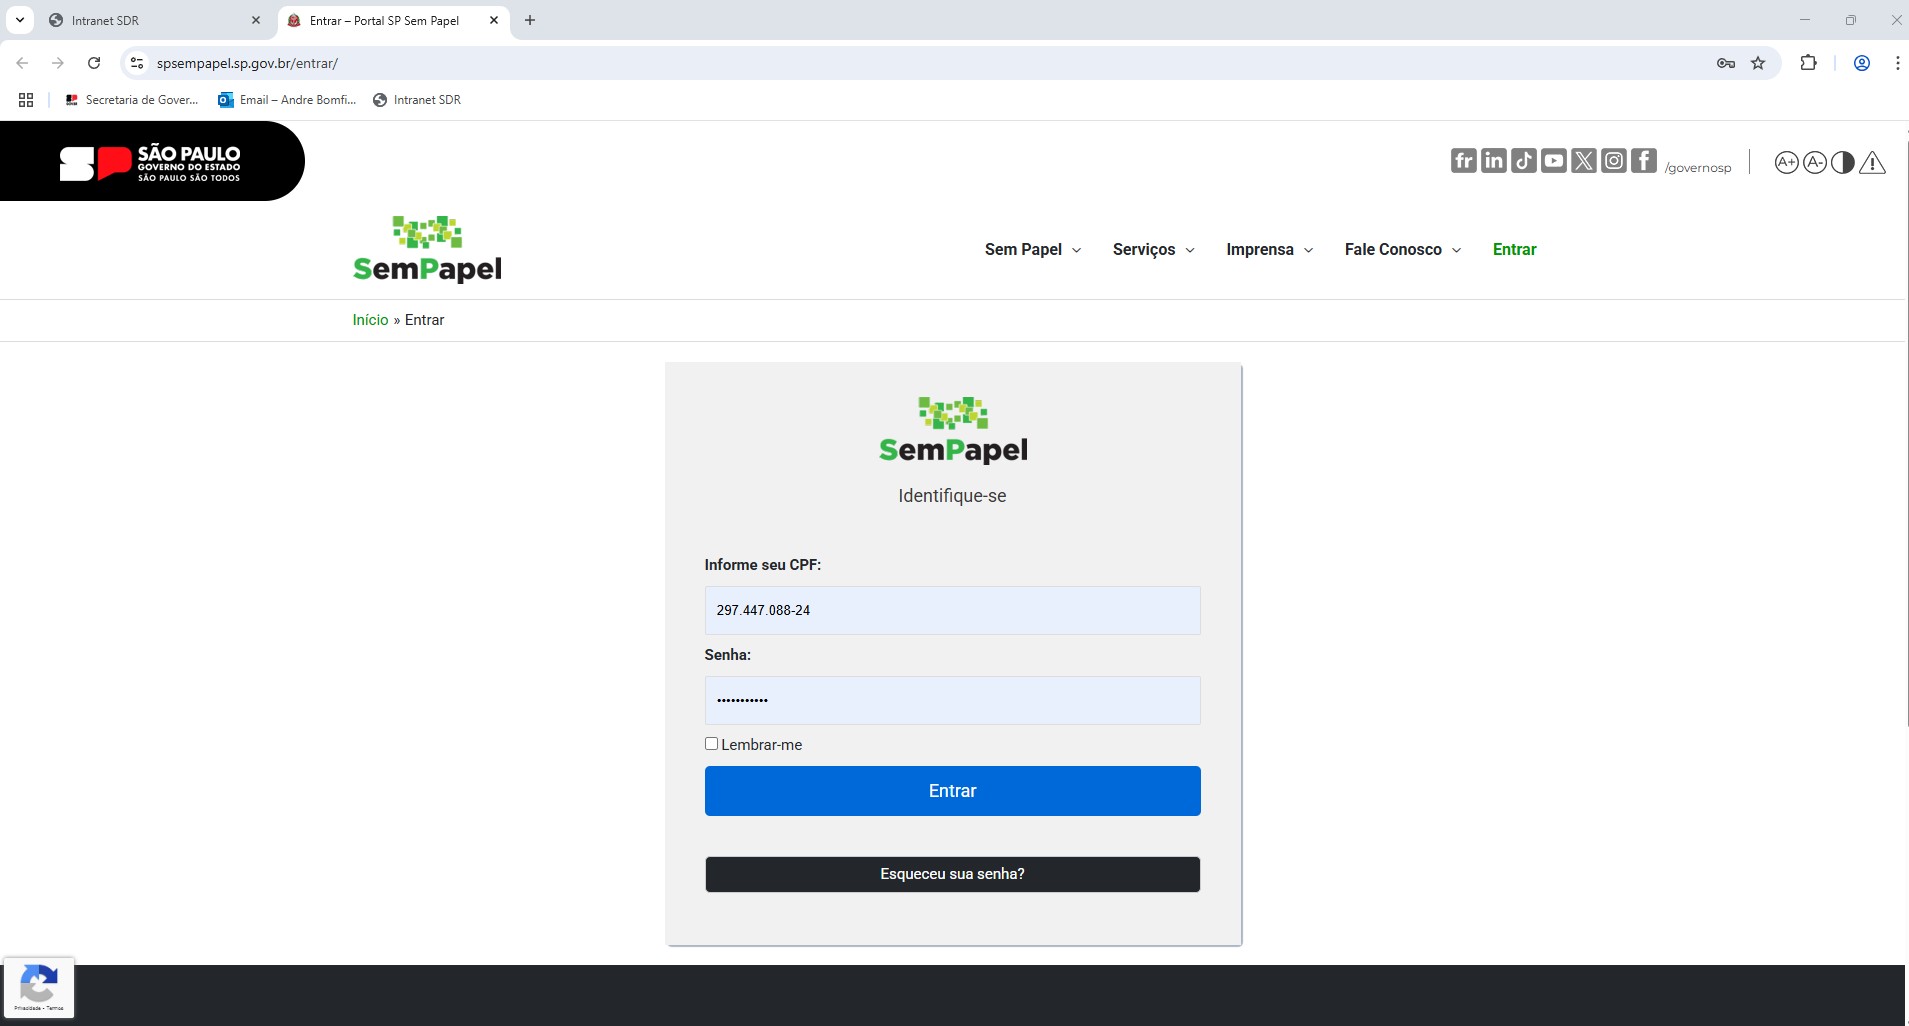 Intranet SDR
Entrar – Portal SP Sem Papel
spsempapel.sp.gov.br/entrar/
Secretaria de Gover...
Email – Andre Bomfi...
Intranet SDR
SP SÃO PAULO
GOVERNO DO ESTADO
SÃO PAULO SÃO TODOS
fr in X f /governosp A+ A-
SemPapel
Sem Papel
Serviços
Imprensa
Fale Conosco
Entrar
Início » Entrar
SemPapel
Identifique-se
Informe seu CPF:
297.447.088-24
Senha:
•••••••••••
Lembrar-me
Entrar
Esqueceu sua senha?
Privacidade - Termos